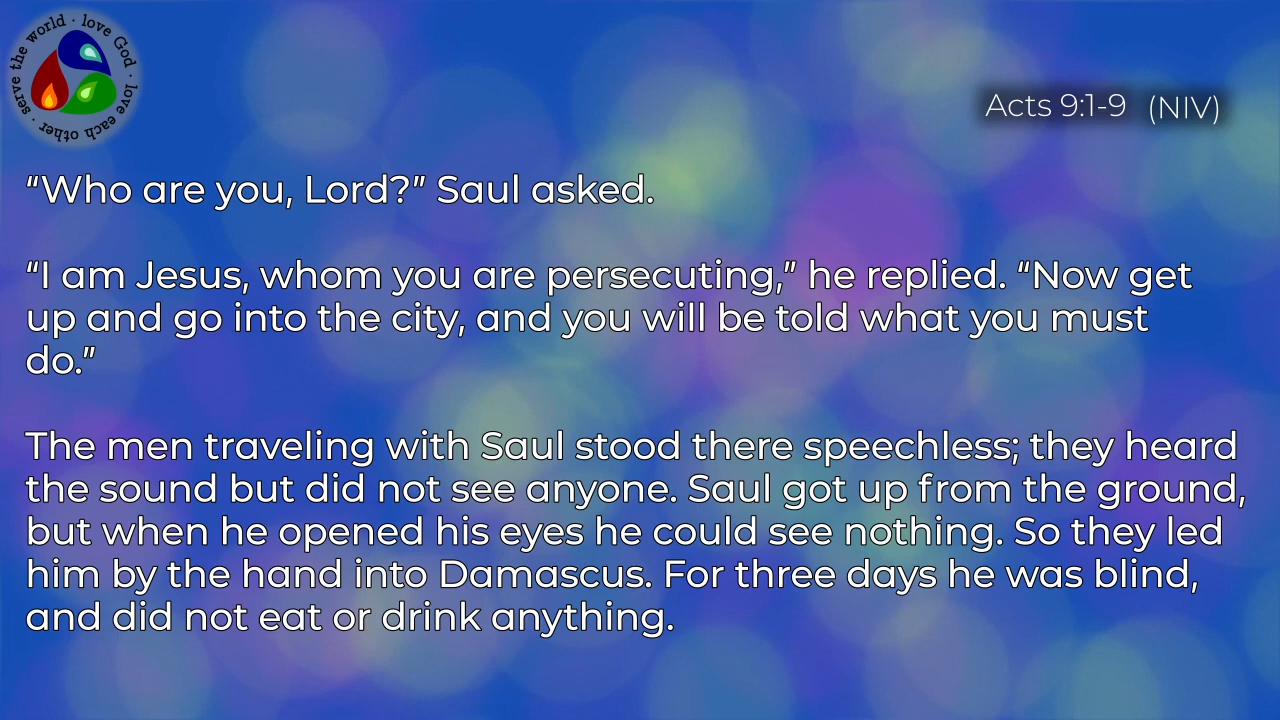 serve the world · love God · love each other ·
Acts 9:1-9 (NIV)
“Who are you, Lord?” Saul asked.
“I am Jesus, whom you are persecuting,” he replied. “Now get
up and go into the city, and you will be told what you must
do.”
The men traveling with Saul stood there speechless; they heard
the sound but did not see anyone. Saul got up from the ground,
but when he opened his eyes he could see nothing. So they led
him by the hand into Damascus. For three days he was blind,
and did not eat or drink anything.